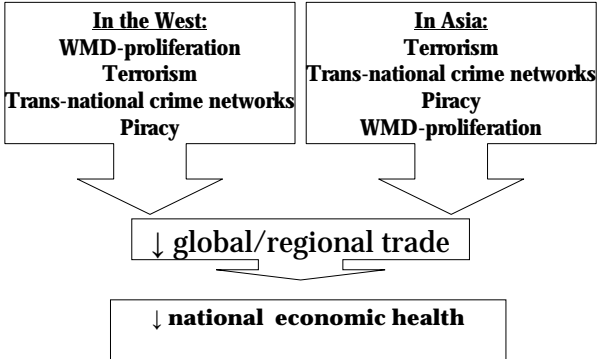 In the West:
WMD-proliferation
Terrorism
Trans-national crime networks
Piracy
In Asia:
Terrorism
Trans-national crime networks
Piracy
WMD-proliferation
↓ global/regional trade
↓ national economic health